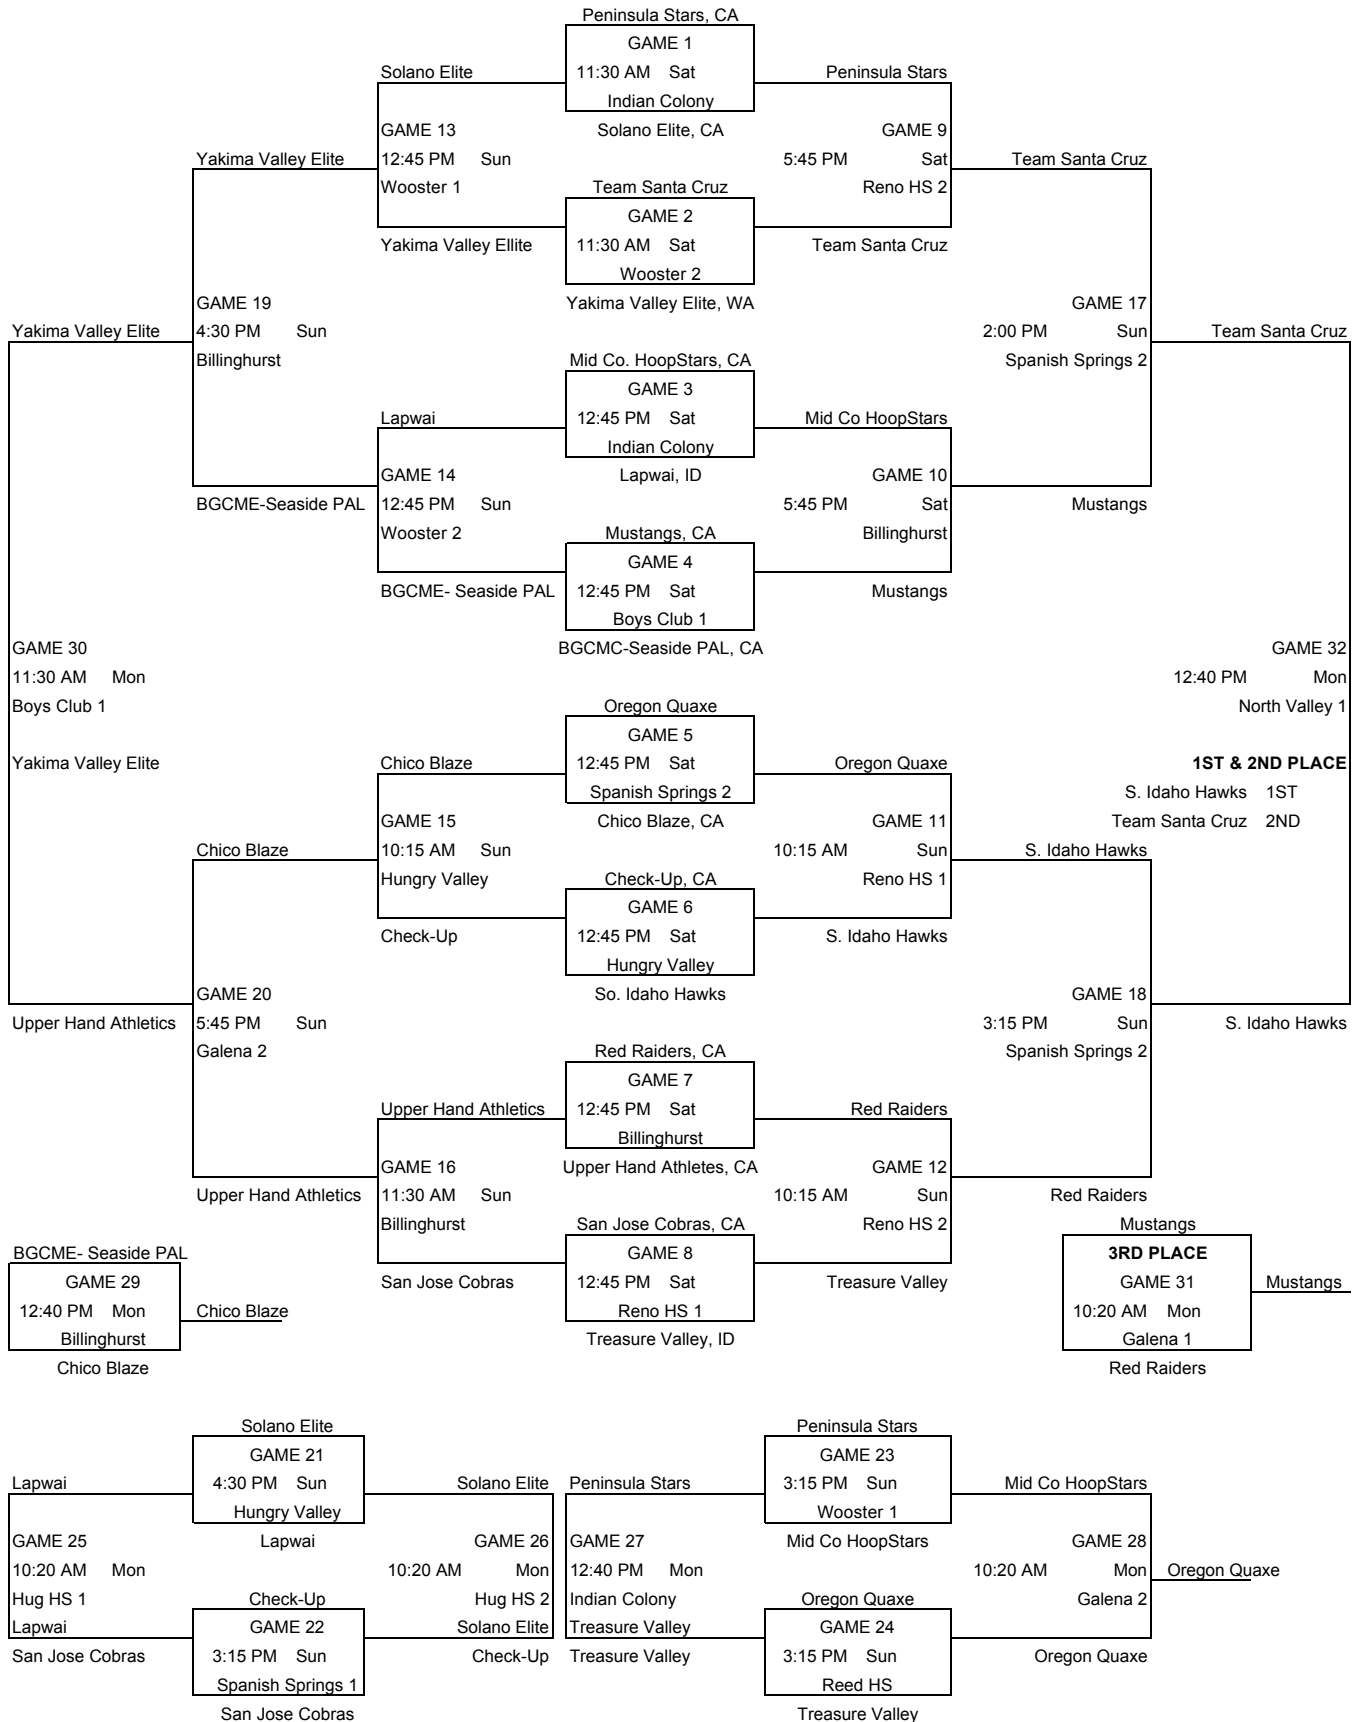 Peninsula Stars, CA
GAME 1
Solano Elite 11:30 AM Sat Peninsula Stars
Indian Colony
GAME 13 Solano Elite, CA GAME 9
Yakima Valley Elite 12:45 PM Sun 5:45 PM Sat Team Santa Cruz
Wooster 1 Team Santa Cruz Reno HS 2
GAME 2
Yakima Valley Ellite 11:30 AM Sat Team Santa Cruz
Wooster 2
GAME 19 Yakima Valley Elite, WA GAME 17
Yakima Valley Elite 4:30 PM Sun 2:00 PM Sun Team Santa Cruz
Billinghurst Mid Co. HoopStars, CA Spanish Springs 2
GAME 3
Lapwai 12:45 PM Sat Mid Co HoopStars
Indian Colony
GAME 14 Lapwai, ID GAME 10
BGCME-Seaside PAL 12:45 PM Sun 5:45 PM Sat Mustangs
Wooster 2 Mustangs, CA Billinghurst
GAME 4
BGCME- Seaside PAL 12:45 PM Sat Mustangs
Boys Club 1
GAME 30 BGCMC-Seaside PAL, CA GAME 32
11:30 AM Mon 12:40 PM Mon
Boys Club 1 Oregon Quaxe North Valley 1
GAME 5
Yakima Valley Elite Chico Blaze 12:45 PM Sat Oregon Quaxe 1ST & 2ND PLACE
Spanish Springs 2 S. Idaho Hawks 1ST
GAME 15 Chico Blaze, CA GAME 11 Team Santa Cruz 2ND
Chico Blaze 10:15 AM Sun 10:15 AM Sun S. Idaho Hawks
Hungry Valley Check-Up, CA Reno HS 1
GAME 6
Check-Up 12:45 PM Sat S. Idaho Hawks
Hungry Valley
GAME 20 So. Idaho Hawks GAME 18
Upper Hand Athletics 5:45 PM Sun 3:15 PM Sun S. Idaho Hawks
Galena 2 Red Raiders, CA Spanish Springs 2
GAME 7
Upper Hand Athletics 12:45 PM Sat Red Raiders
Billinghurst
GAME 16 Upper Hand Athletes, CA GAME 12
Upper Hand Athletics 11:30 AM Sun 10:15 AM Sun Red Raiders
Billinghurst San Jose Cobras, CA Reno HS 2 Mustangs
BGCME- Seaside PAL GAME 8 3RD PLACE
GAME 29 San Jose Cobras 12:45 PM Sat Treasure Valley GAME 31 Mustangs
12:40 PM Mon Chico Blaze Reno HS 1 10:20 AM Mon
Billinghurst Treasure Valley, ID Galena 1
Chico Blaze Red Raiders
Solano Elite Peninsula Stars
GAME 21 GAME 23
Lapwai 4:30 PM Sun Solano Elite Peninsula Stars 3:15 PM Sun Mid Co HoopStars
Hungry Valley Wooster 1
GAME 25 Lapwai GAME 26 GAME 27 Mid Co HoopStars GAME 28
10:20 AM Mon 10:20 AM Mon 12:40 PM Mon 10:20 AM Mon Oregon Quaxe
Hug HS 1 Check-Up Hug HS 2 Indian Colony Oregon Quaxe Galena 2
Lapwai GAME 22 Solano Elite Treasure Valley GAME 24
San Jose Cobras 3:15 PM Sun Check-Up Treasure Valley 3:15 PM Sun Oregon Quaxe
Spanish Springs 1 Reed HS
San Jose Cobras Treasure Valley